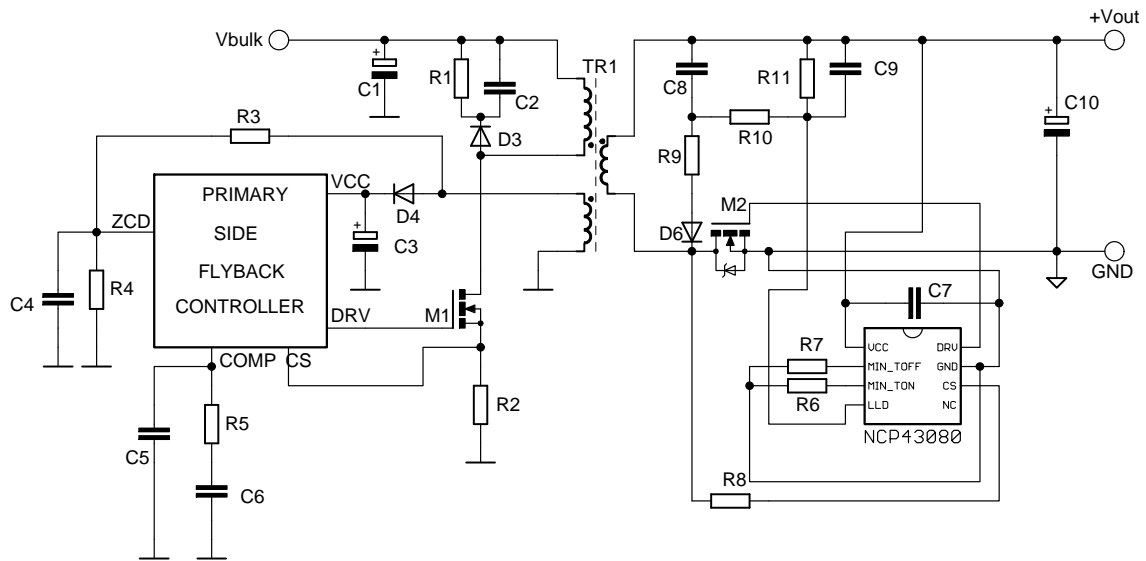 +Vout
Vbulk
TR1
C1
+
R1
C2
C8
R11
C9
C10
+
R3
D3
R10
R9
VCC
PRIMARY
D4
M2
ZCD
SIDE
+
C3
D6
FLYBACK
GND
C4
R4
CONTROLLER
C7
DRV
M1
R7
VCC
DRV
COMP
CS
MIN_TOFF
GND
MIN_TON
CS
R6
R2
LLD
NC
R5
NCP43080
C5
R8
C6